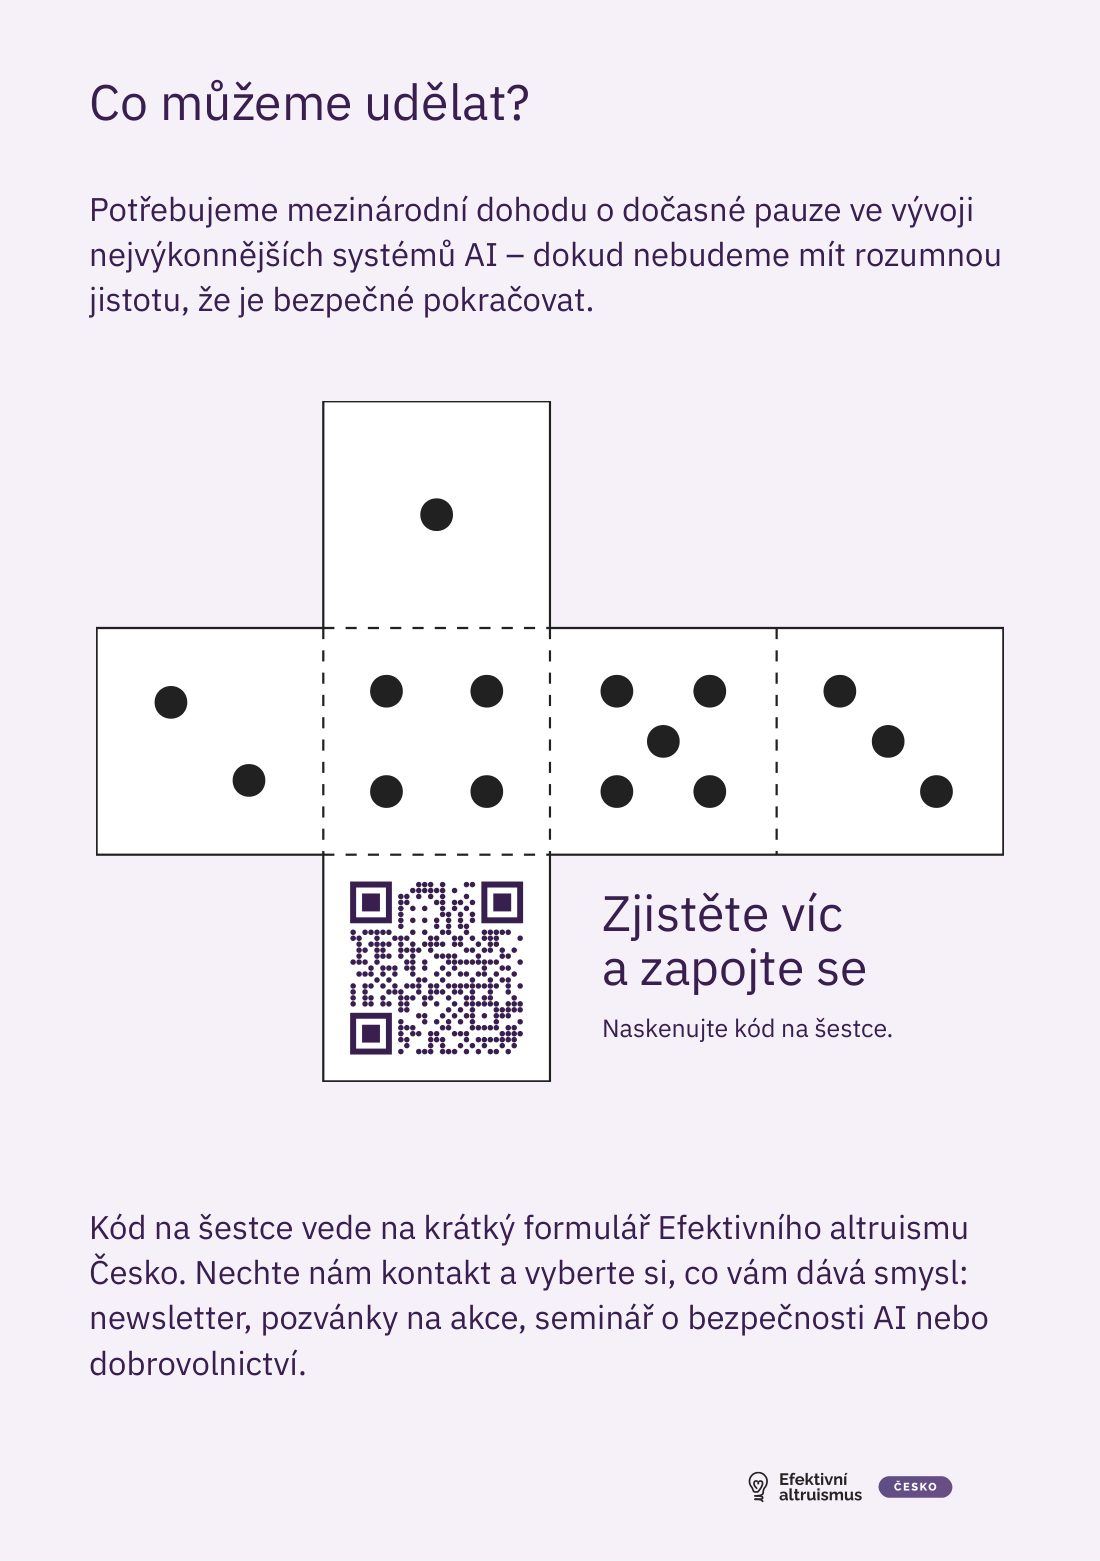 Co můžeme udělat?
Potřebujeme mezinárodní dohodu o dočasné pauze ve vývoji
nejvýkonnějších systémů AI – dokud nebudeme mít rozumnou
jistotu, že je bezpečné pokračovat.
Zjistěte víc
a zapojte se
Naskenujte kód na šestce.
Kód na šestce vede na krátký formulář Efektivního altruismu
Česko. Nechte nám kontakt a vyberte si, co vám dává smysl:
newsletter, pozvánky na akce, seminář o bezpečnosti AI nebo
dobrovolnictví.
Efektivní
altruismus
ČESKO